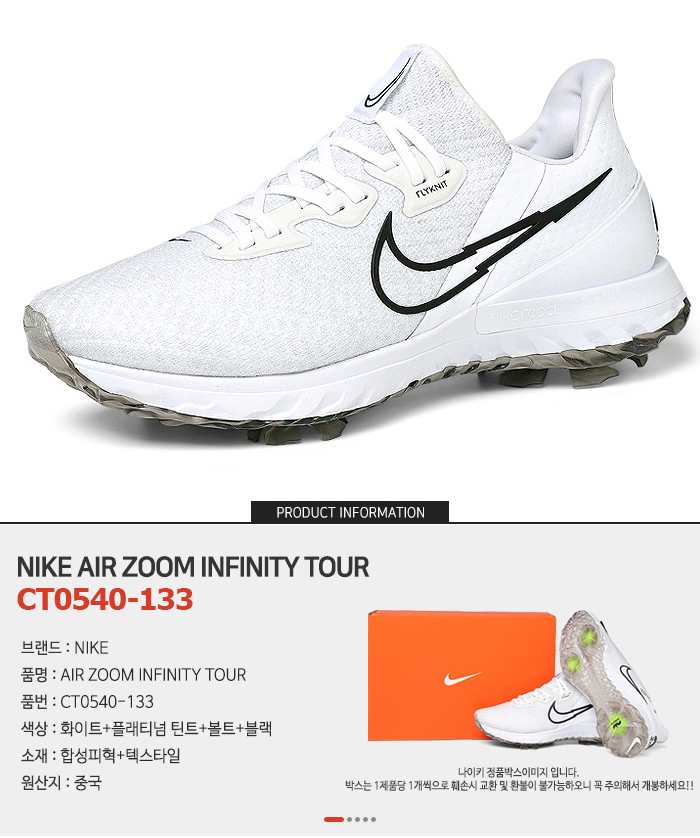 FLYKNIT
nike react
PRODUCT INFORMATION
NIKE AIR ZOOM INFINITY TOUR
CT0540-133
브랜드 : NIKE
품명 : AIR ZOOM INFINITY TOUR
품번 : CT0540-133
색상 : 화이트+플래티넘 틴트+볼트+블랙
소재 : 합성피혁+텍스타일
원산지 : 중국
나이키 정품박스이미지 입니다.
박스는 1제품당 1개씩으로 훼손시 교환 및 환불이 불가능하오니 꼭 주의해서 개봉하세요!!